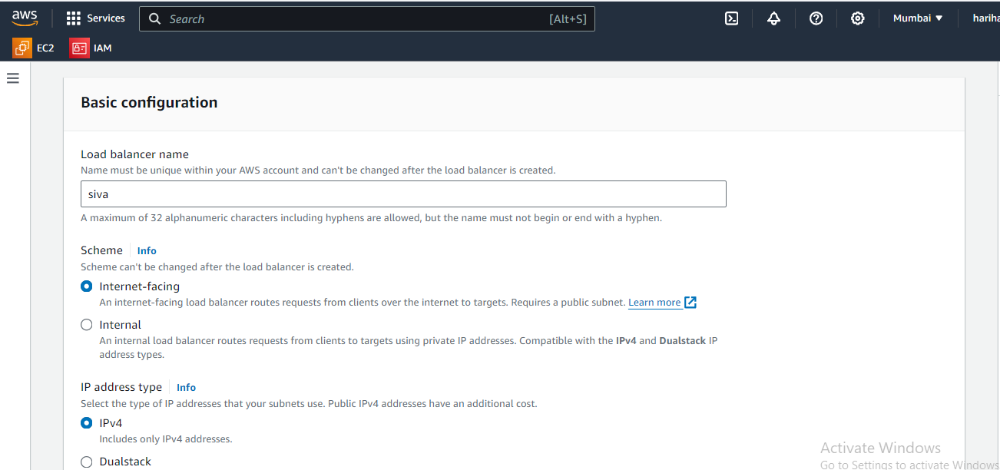 aws
Services
Search [Alt+S]
Mumbai
hariha
EC2
IAM
Basic configuration
Load balancer name
Name must be unique within your AWS account and can't be changed after the load balancer is created.
siva
A maximum of 32 alphanumeric characters including hyphens are allowed, but the name must not begin or end with a hyphen.
Scheme Info
Scheme can't be changed after the load balancer is created.
Internet-facing
An internet-facing load balancer routes requests from clients over the internet to targets. Requires a public subnet. Learn more
Internal
An internal load balancer routes requests from clients to targets using private IP addresses. Compatible with the IPv4 and Dualstack IP
address types.
IP address type Info
Select the type of IP addresses that your subnets use. Public IPv4 addresses have an additional cost.
IPv4
Includes only IPv4 addresses.
Dualstack
Activate Windows
Go to Settings to activate Windows